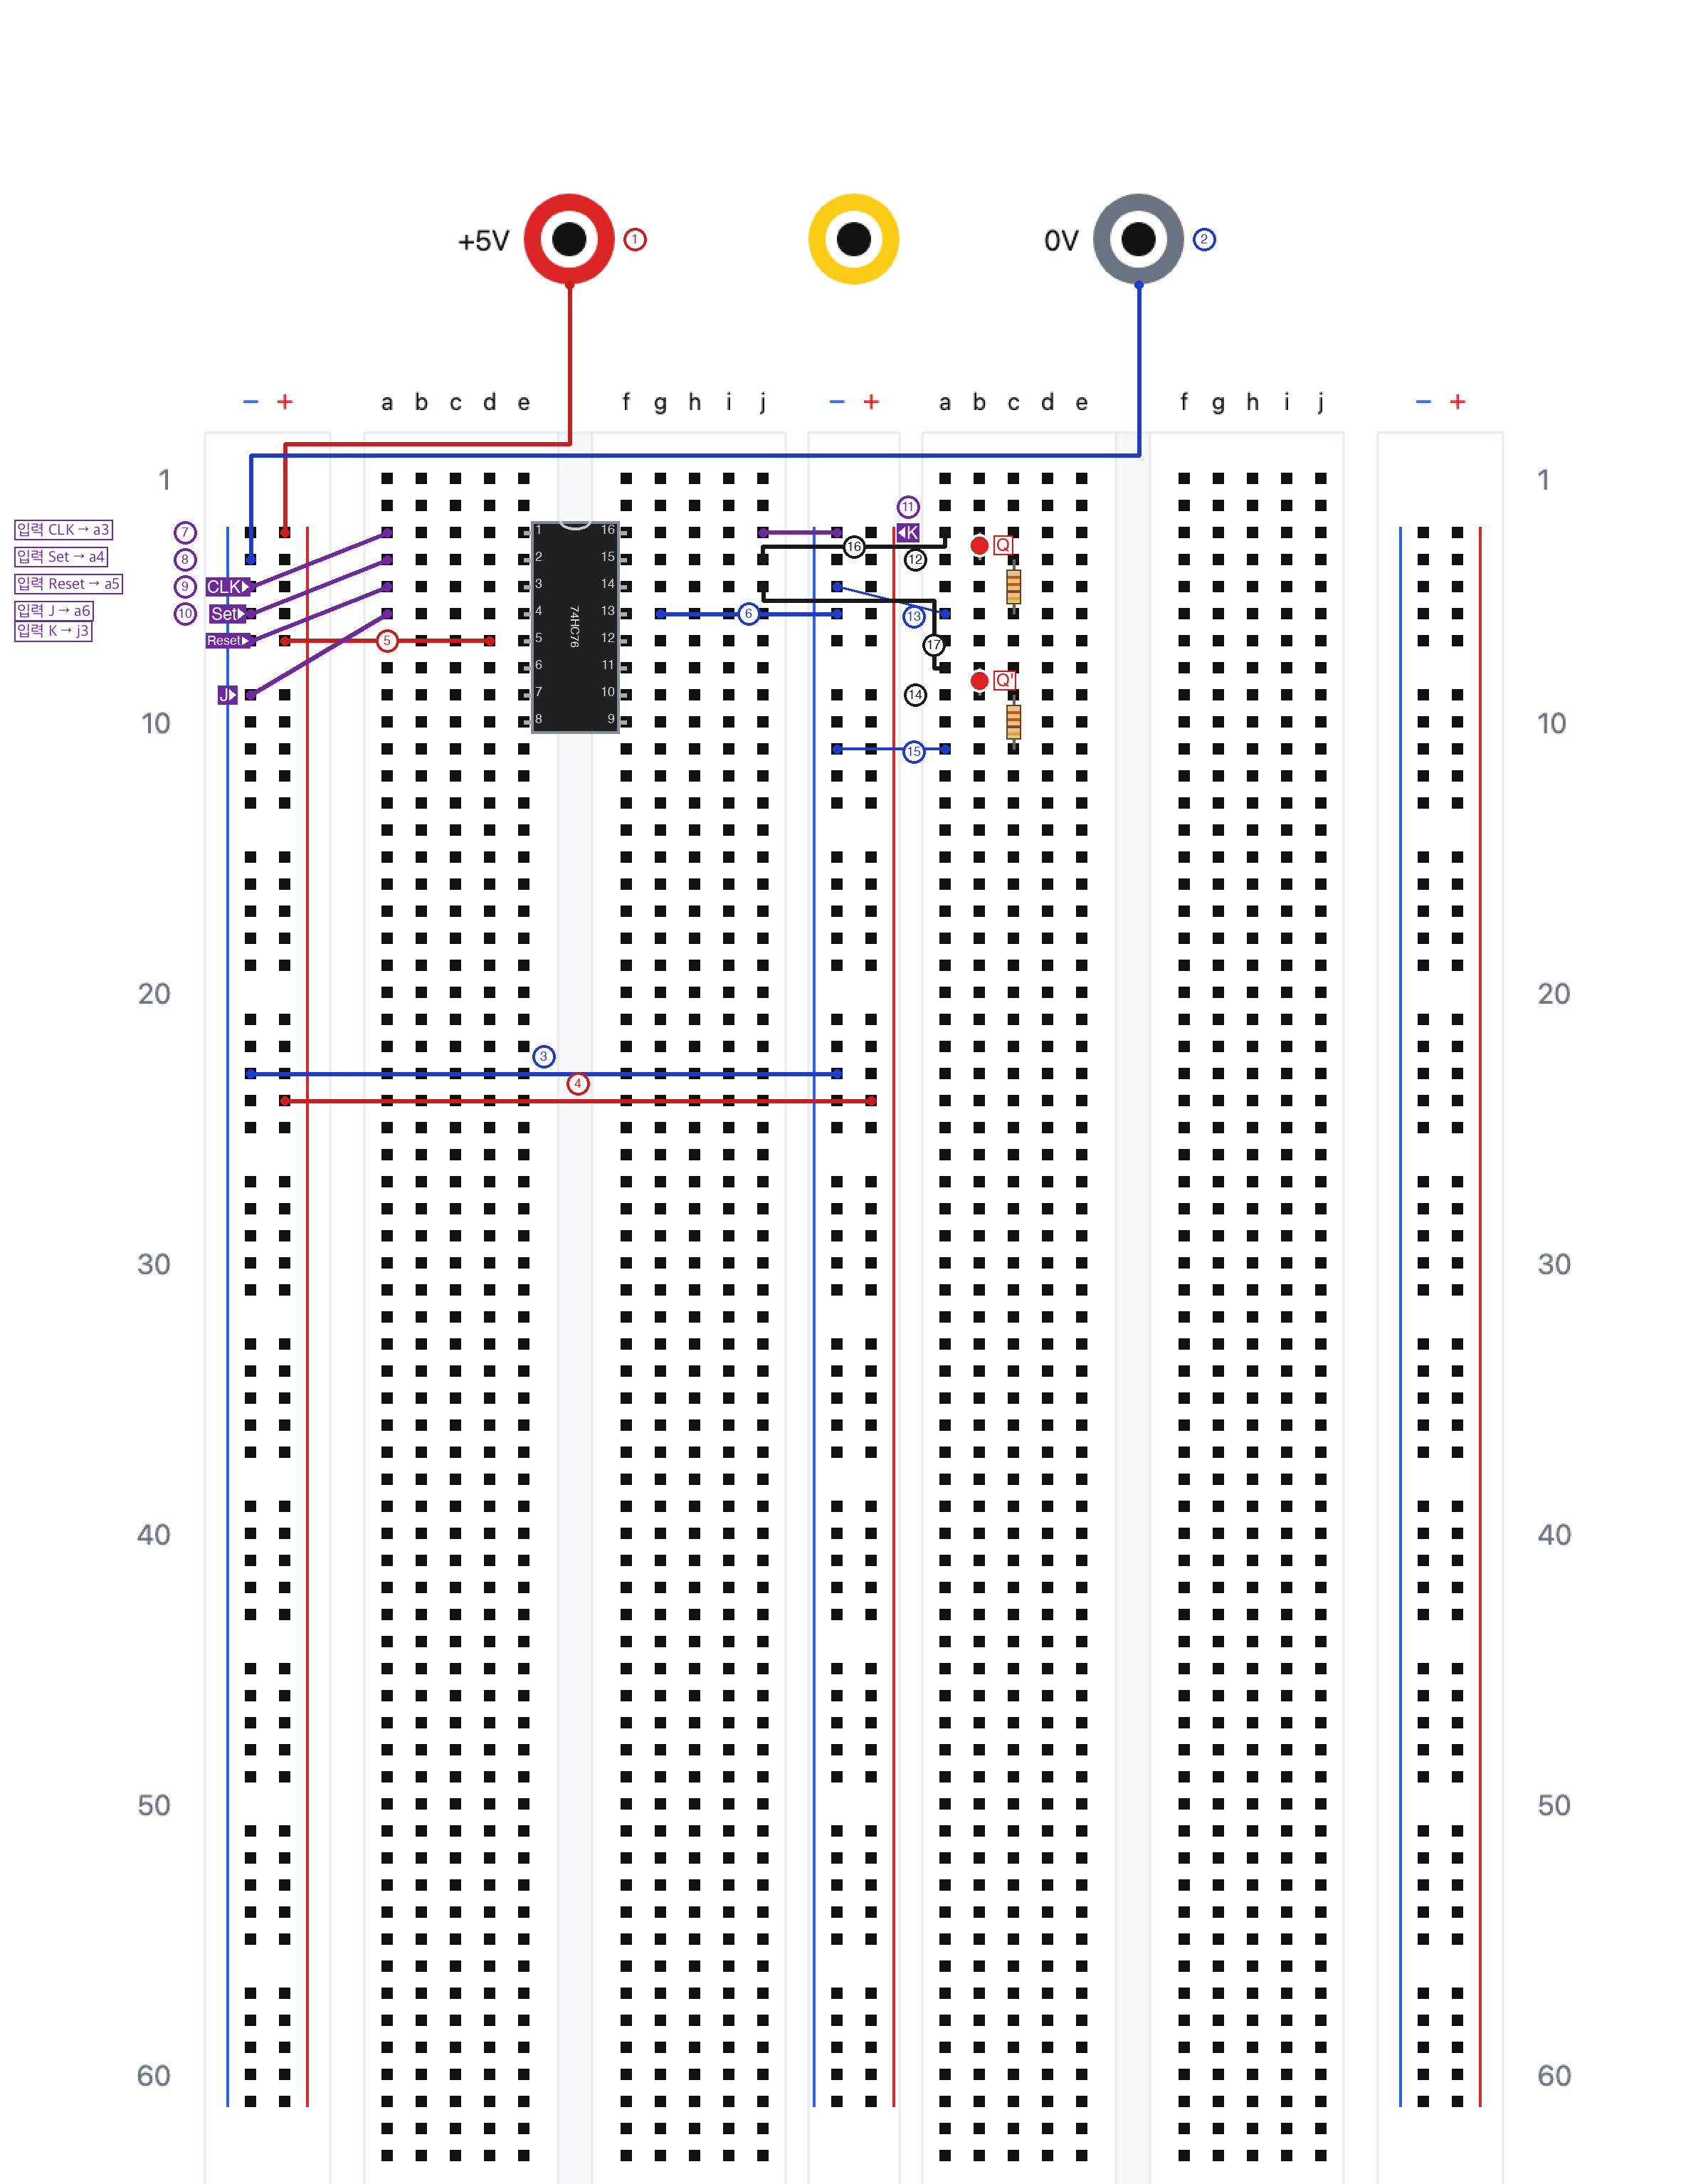 +5V ① 0V ②
− + a b c d e f g h i j − + a b c d e f g h i j − +
1 1
⑪
입력 CLK → a3 ⑦ 1 16 ◂K Q
⑯
입력 Set → a4 ⑧ 2 15 ⑫
입력 Reset → a5 ⑨ CLK▸ 3 14
입력 J → a6 ⑩ Set▸ 4 13 ⑥ ⑬
74HC76
입력 K → j3
Reset▸ ⑤ 5 12 ⑰
6 11
Q'
J▸ 7 10 ⑭
10 8 9 10
⑮
20 20
③
④
30 30
40 40
50 50
60 60